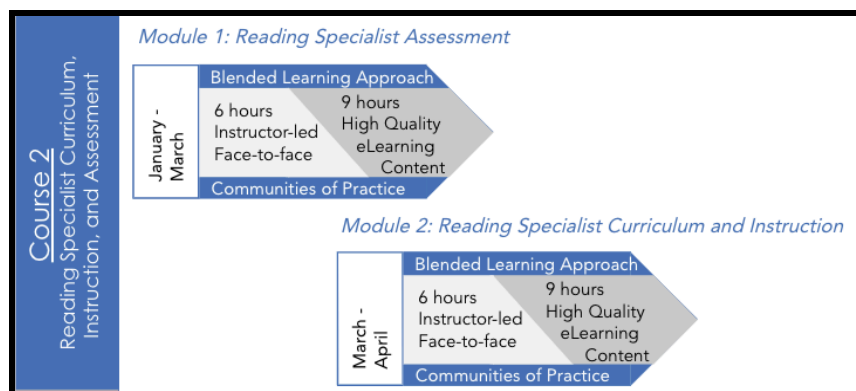 Course 2
Reading Specialist Curriculum,
Instruction, and Assessment
Module 1: Reading Specialist Assessment
January -
March
Blended Learning Approach
6 hours
Instructor-led
Face-to-face
9 hours
High Quality
eLearning
Content
Communities of Practice
Module 2: Reading Specialist Curriculum and Instruction
March -
April
Blended Learning Approach
6 hours
Instructor-led
Face-to-face
9 hours
High Quality
eLearning
Content
Communities of Practice